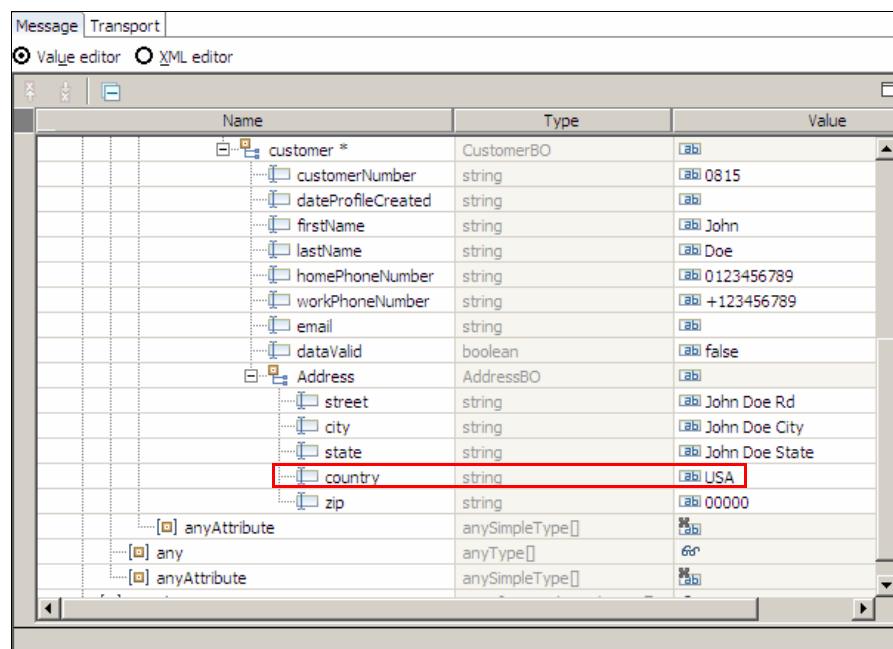 Message Transport
Value editor XML editor
Name Type Value
customer * CustomerBO
customerNumber string 0815
dateProfileCreated string
firstName string John
lastName string Doe
homePhoneNumber string 0123456789
workPhoneNumber string +123456789
email string
dataValid boolean false
Address AddressBO
street string John Doe Rd
city string John Doe City
state string John Doe State
country string USA
zip string 00000
anyAttribute anySimpleType[]
any anyType[]
anyAttribute anySimpleType[]